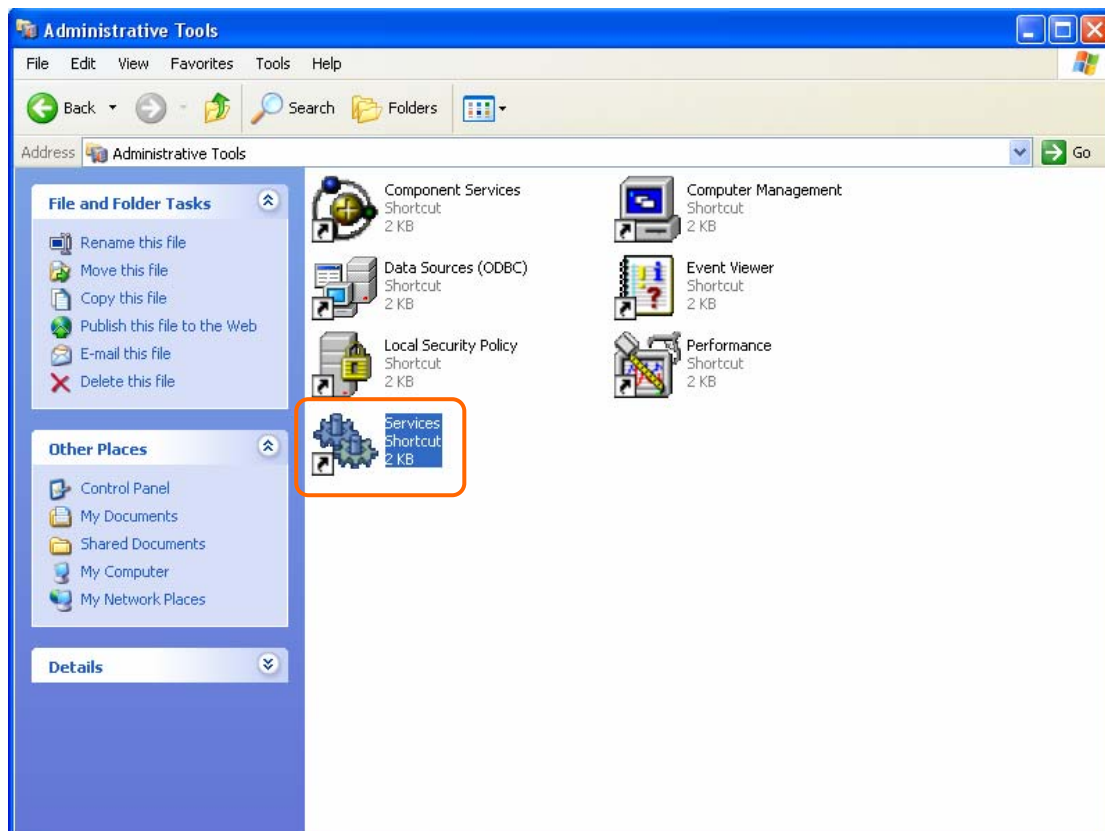 Administrative Tools
File Edit View Favorites Tools Help
Back Search Folders
Address Administrative Tools Go
File and Folder Tasks
Rename this file
Move this file
Copy this file
Publish this file to the Web
E-mail this file
Delete this file
Other Places
Control Panel
My Documents
Shared Documents
My Computer
My Network Places
Details
Component Services
Shortcut
2 KB
Computer Management
Shortcut
2 KB
Data Sources (ODBC)
Shortcut
2 KB
Event Viewer
Shortcut
2 KB
Local Security Policy
Shortcut
2 KB
Performance
Shortcut
2 KB
Services
Shortcut
2 KB